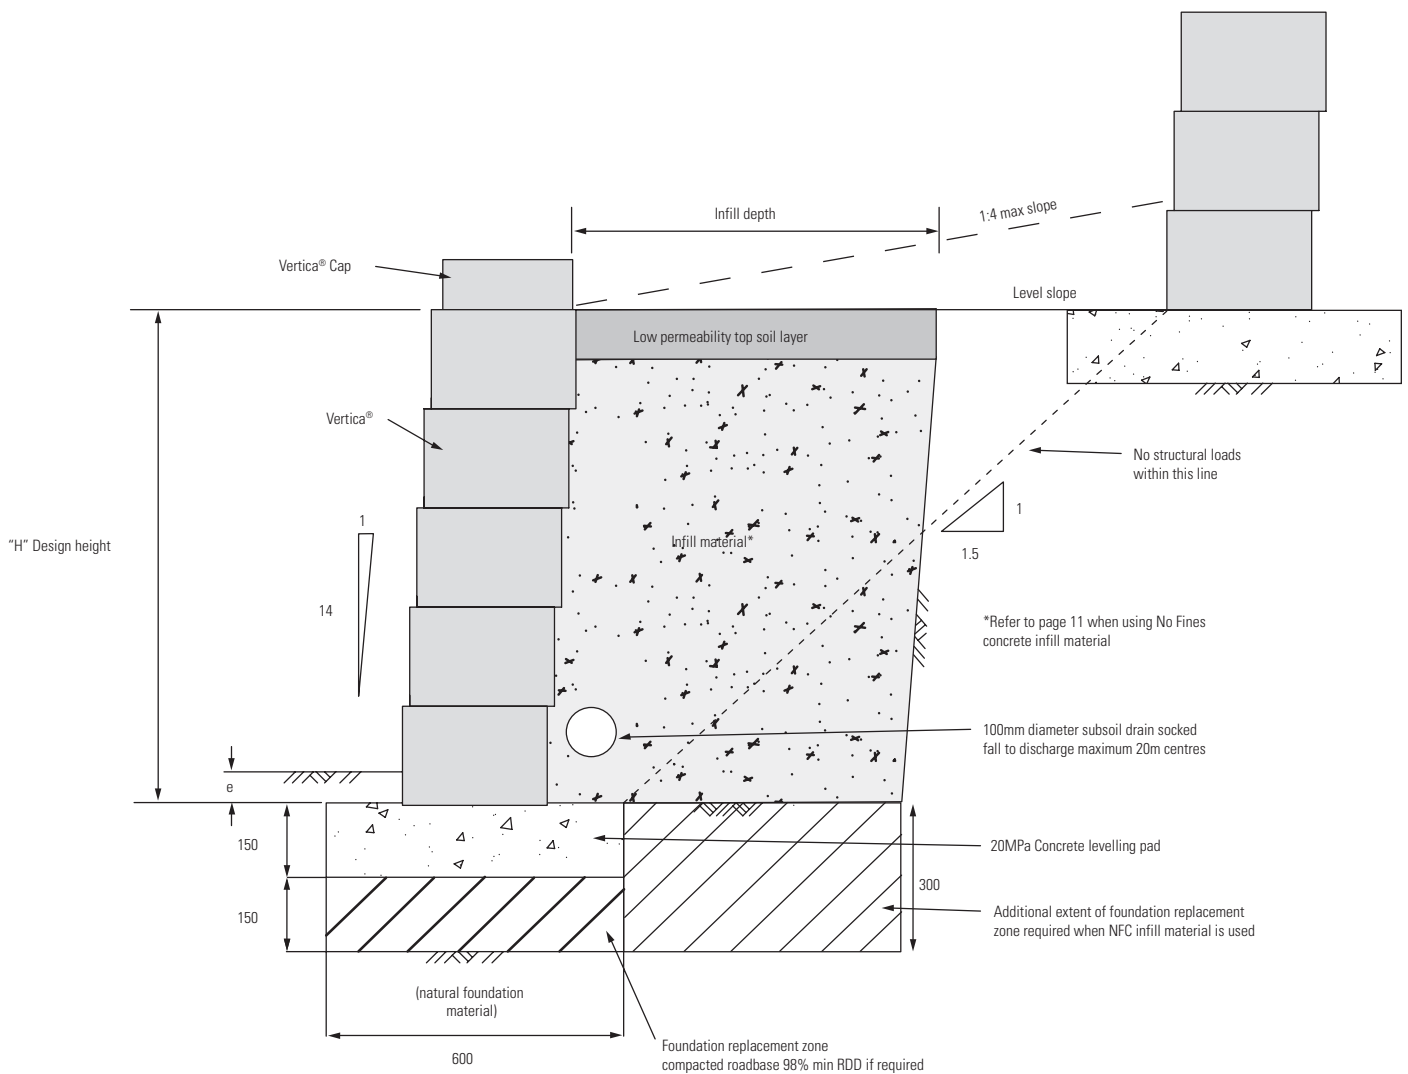 Infill depth
1:4 max slope
Vertica® Cap
Level slope
Low permeability top soil layer
Vertica®
No structural loads
within this line
1
1.5
1
14
"H" Design height
Infill material*
*Refer to page 11 when using No Fines
concrete infill material
100mm diameter subsoil drain socked
fall to discharge maximum 20m centres
e
150
20MPa Concrete levelling pad
300
150
Additional extent of foundation replacement
zone required when NFC infill material is used
(natural foundation
material)
600
Foundation replacement zone
compacted roadbase 98% min RDD if required